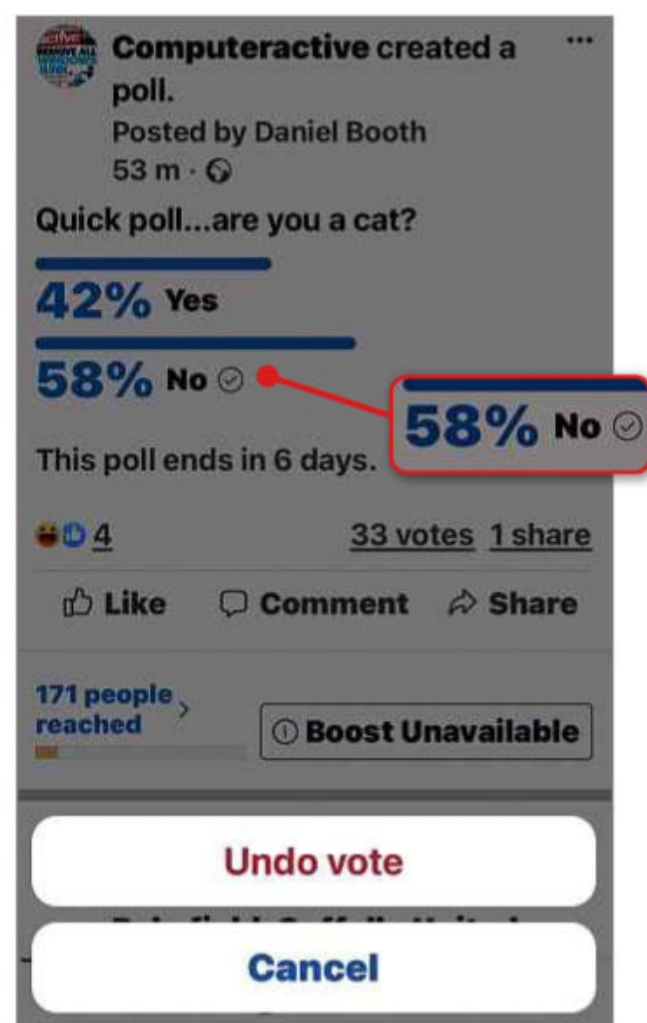 Computeractive created a
poll.
Posted by Daniel Booth
53 m ·
Quick poll...are you a cat?
42% Yes
58% No
58% No
This poll ends in 6 days.
4 33 votes 1 share
Like Comment Share
171 people
reached
Boost Unavailable
Undo vote
Cancel